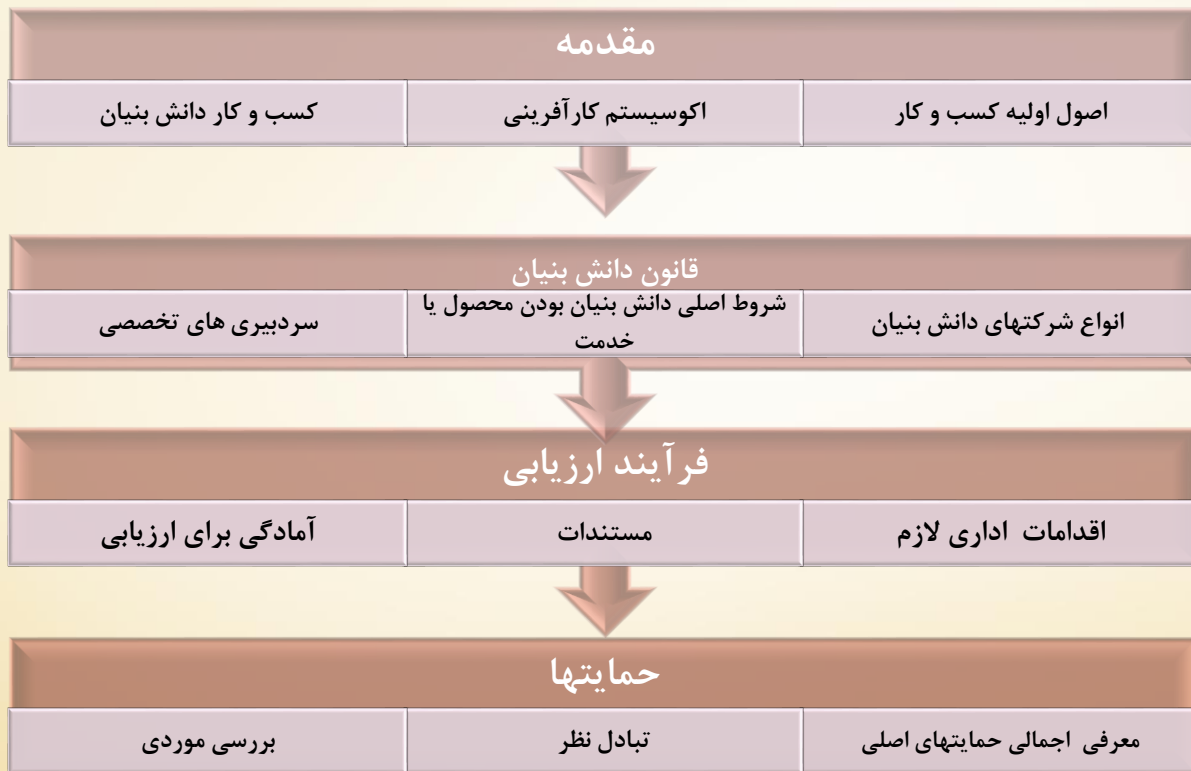 مقدمه
اصول اولیه کسب و کار
اکوسیستم کارآفرینی
کسب و کار دانش بنیان
قانون دانش بنیان
انواع شرکتهای دانش بنیان
شروط اصلی دانش بنیان بودن محصول یا
خدمت
سردبیری های تخصصی
فرآیند ارزیابی
اقدامات اداری لازم
مستندات
آمادگی برای ارزیابی
حمایتها
معرفی اجمالی حمایتهای اصلی
تبادل نظر
بررسی موردی